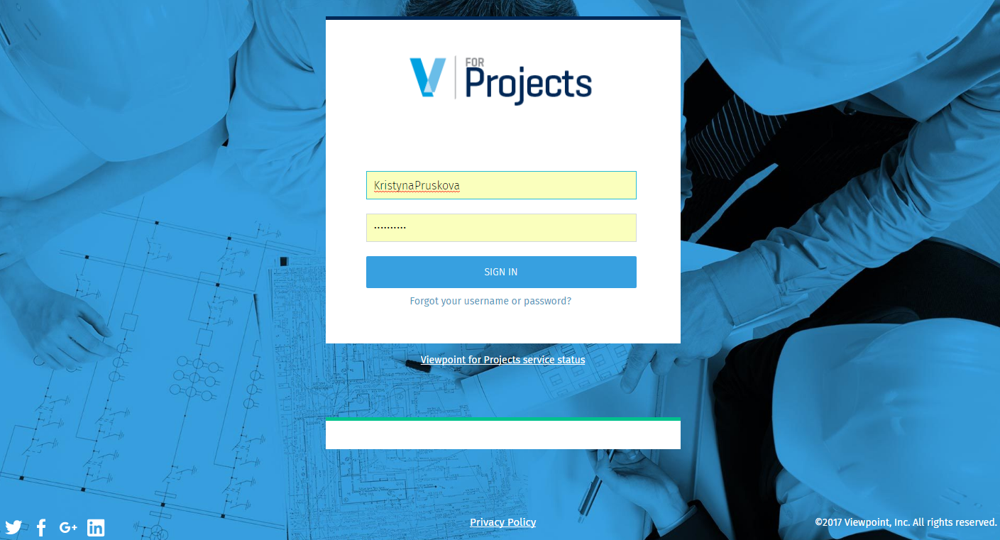 FOR
Projects
KristynaPruskova
··········
SIGN IN
Forgot your username or password?
Viewpoint for Projects service status
Privacy Policy
©2017 Viewpoint, Inc. All rights reserved.